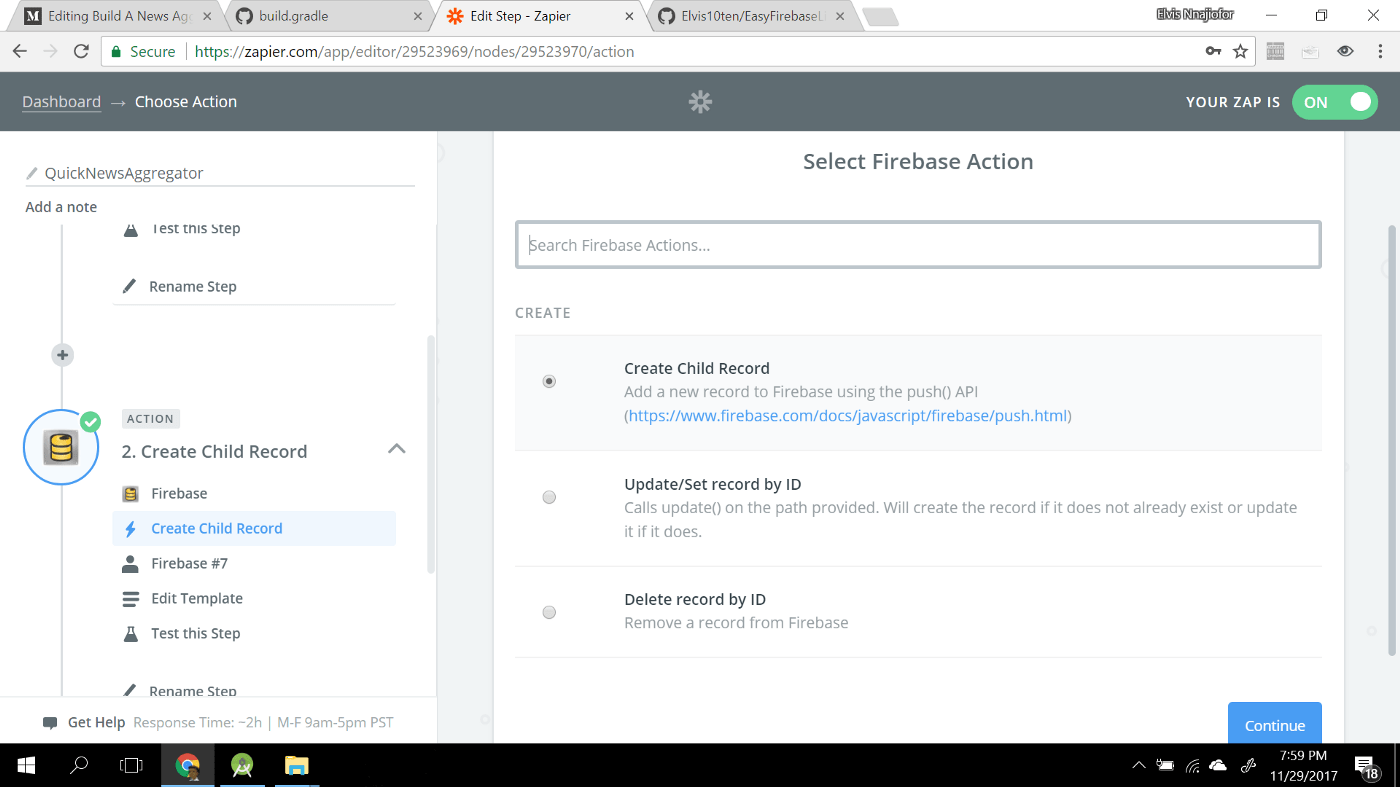 Editing Build A News Ag
build.gradle
Edit Step - Zapier
Elvis10ten/EasyFirebaseL
Elvis Nnajiofor
Secure
https://zapier.com/app/editor/29523969/nodes/29523970/action
Dashboard → Choose Action
YOUR ZAP IS
ON
QuickNewsAggregator
Add a note
Test this Step
Rename Step
ACTION
2. Create Child Record
Firebase
Create Child Record
Firebase #7
Edit Template
Test this Step
Rename Step
Get Help Response Time: ~2h | M-F 9am-5pm PST
Select Firebase Action
Search Firebase Actions...
CREATE
Create Child Record
Add a new record to Firebase using the push() API
(https://www.firebase.com/docs/javascript/firebase/push.html)
Update/Set record by ID
Calls update() on the path provided. Will create the record if it does not already exist or update
it if it does.
Delete record by ID
Remove a record from Firebase
Continue
7:59 PM
11/29/2017
18